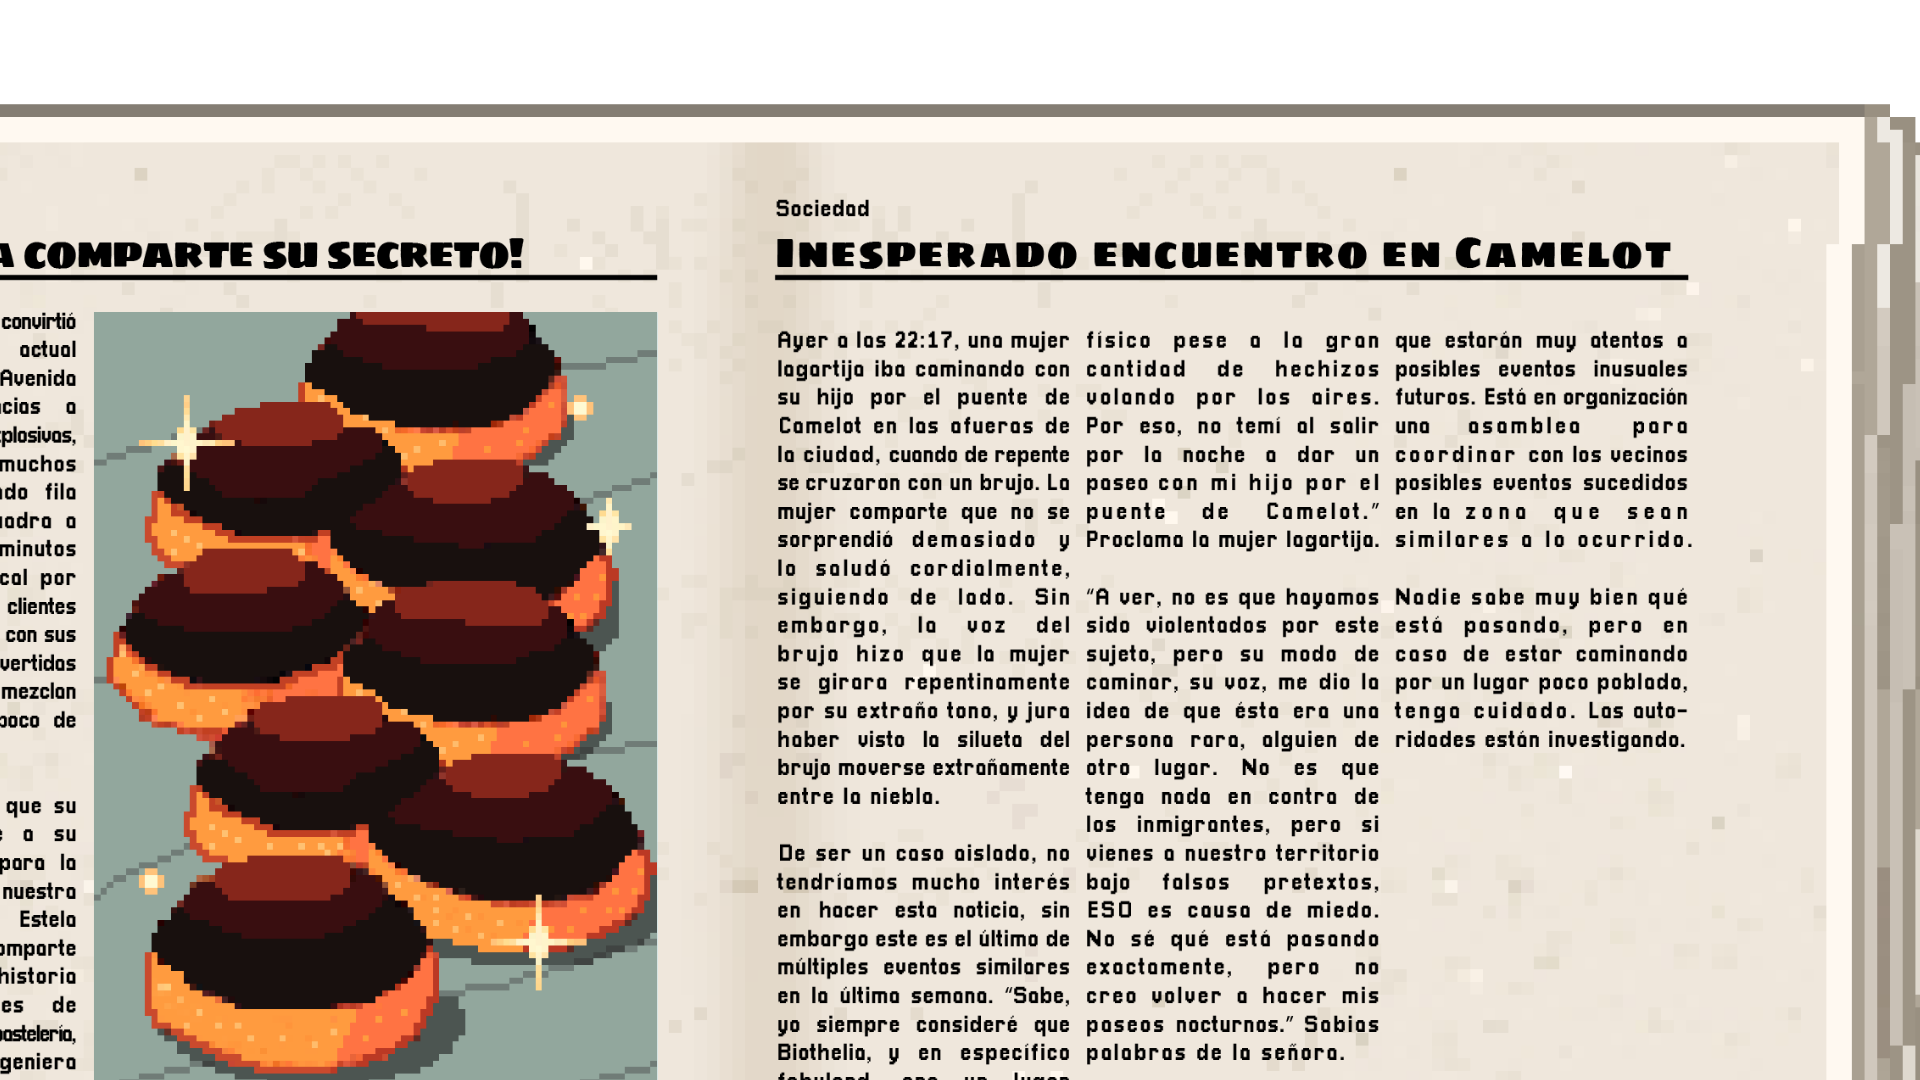 A COMPARTE SU SECRETO!
convirtió
actual
Avenida
a
muchos
fila
a
minutos
por
clientes
con sus
mezclan
de
que su
a su
para la
nuestra
Estela
historia
de
Sociedad
INESPERADO ENCUENTRO EN CAMELOT
Ayer a las 22:17, una mujer
lagartija iba caminando con
su hijo por el puente de
Camelot en las afueras de
la ciudad, cuando de repente
se cruzaron con un brujo. La
mujer comparte que no se
sorprendió demasiado y
lo saludó cordialmente,
siguiendo de lado. Sin
embargo, la voz del
brujo hizo que la mujer
se girara repentinamente
por su extraño tono, y jura
haber visto la silueta del
brujo moverse extrañamente
entre la niebla.
De ser un caso aislado, no
tendríamos mucho interés
en hacer esta noticia, sin
embargo este es el último de
múltiples eventos similares
en la última semana. "Sabe,
yo siempre consideré que
Biothelia, y en específico
físico pese a la gran
cantidad de hechizos
volando por los aires.
Por eso, no temí al salir
por la noche a dar un
paseo con mi hijo por el
puente de Camelot."
Proclama la mujer lagartija.
"A ver, no es que hayamos
sido violentados por este
sujeto, pero su modo de
caminar, su voz, me dio la
idea de que ésta era una
persona rara, alguien de
otro lugar. No es que
tenga nada en contra de
los inmigrantes, pero si
vienes a nuestro territorio
bajo falsos pretextos,
ESO es causa de miedo.
No sé qué está pasando
exactamente, pero no
creo volver a hacer mis
paseos nocturnos." Sabias
palabras de la señora.
que estarán muy atentos a
posibles eventos inusuales
futuros. Está en organización
una asamblea para
coordinar con los vecinos
posibles eventos sucedidos
en la zona que sean
similares a lo ocurrido.
Nadie sabe muy bien qué
está pasando, pero en
caso de estar caminando
por un lugar poco poblado,
tenga cuidado. Las auto-
ridades están investigando.